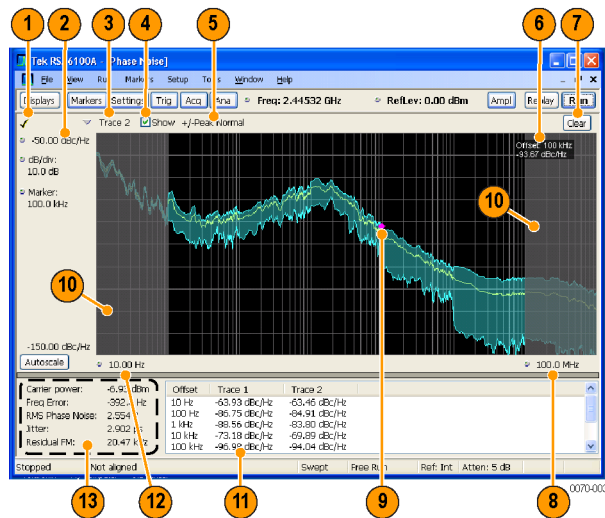 1 2 3 4 5 6 7
Tek RSA6100A - [Phase Noise]
File View Run Markers Setup Tools Window Help
Displays Markers Settings Trig Acq Ana Freq: 2.44532 GHz RefLev: 0.00 dBm Ampl Replay Run
Trace 2 Show +/-Peak Normal Clear
-50.00 dBc/Hz
Offset: 100 kHz
-93.67 dBc/Hz
dB/div:
10.0 dB
Marker:
100.0 kHz
10
10
-150.00 dBc/Hz
Autoscale 10.00 Hz 100.0 MHz
Carrier power: dBm
Freq Error:
RMS Phase Noise:
Jitter: 2.902 ps
Residual FM: 20.47 kHz
Offset Trace 1 Trace 2
10 Hz -63.93 dBc/Hz -63.46 dBc/Hz
100 Hz -86.75 dBc/Hz -84.91 dBc/Hz
1 kHz -88.56 dBc/Hz -83.80 dBc/Hz
10 kHz -73.18 dBc/Hz -69.89 dBc/Hz
100 kHz dBc/Hz -94.04 dBc/Hz
Stopped Not aligned Swept Free Run Ref: Int Atten: 5 dB
0070-003
13 12 11 9 8